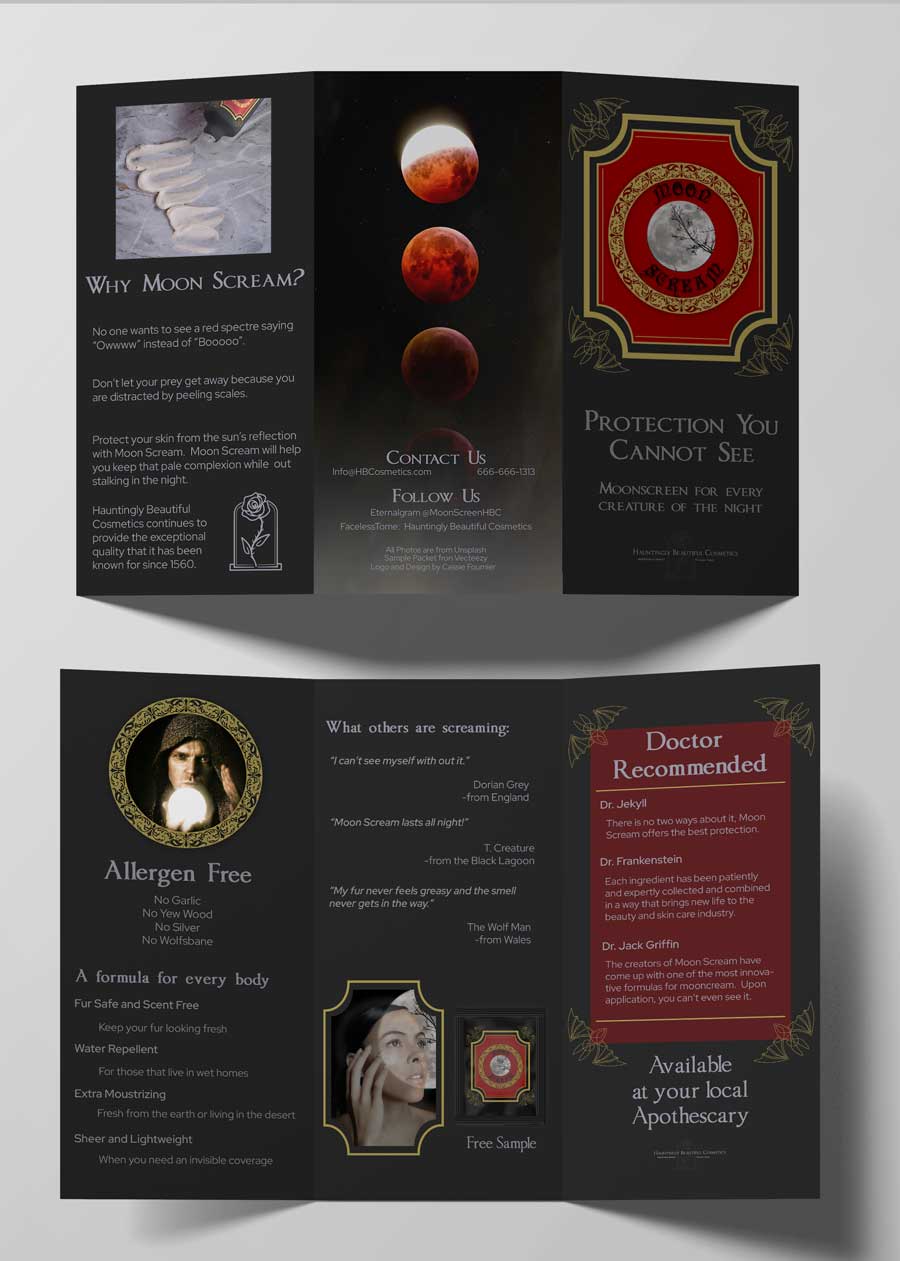 Why Moon Scream?
No one wants to see a red spectre saying
“Owwww” instead of “Booooo”.
Don’t let your prey get away because you
are distracted by peeling scales.
Protect your skin from the sun’s reflection
with Moon Scream. Moon Scream will help
you keep that pale complexion while out
stalking in the night.
Hauntingly Beautiful
Cosmetics continues to
provide the exceptional
quality that it has been
known for since 1560.
Contact Us
Info@HBCosmetics.com 666-666-1313
Follow Us
Eternalgram @MoonScreenHBC
FacelessTome: Hauntingly Beautiful Cosmetics
All Photos are from Unsplash
Sample Packet fron Vecteezy
Logo and Design by Cassie Fournier
Moon
Scream
Protection You
Cannot See
Moonscreen for every
creature of the night
Hauntingly Beautiful Cosmetics
Allergen Free
No Garlic
No Yew Wood
No Silver
No Wolfsbane
A formula for every body
Fur Safe and Scent Free
Keep your fur looking fresh
Water Repellent
For those that live in wet homes
Extra Moustrizing
Fresh from the earth or living in the desert
Sheer and Lightweight
When you need an invisible coverage
What others are screaming:
“I can’t see myself with out it.”
Dorian Grey
-from England
“Moon Scream lasts all night!”
T. Creature
-from the Black Lagoon
“My fur never feels greasy and the smell
never gets in the way.”
The Wolf Man
-from Wales
Free Sample
Doctor
Recommended
Dr. Jekyll
There is no two ways about it, Moon
Scream offers the best protection.
Dr. Frankenstein
Each ingredient has been patiently
and expertly collected and combined
in a way that brings new life to the
beauty and skin care industry.
Dr. Jack Griffin
The creators of Moon Scream have
come up with one of the most innova-
tive formulas for mooncream. Upon
application, you can’t even see it.
Available
at your local
Apothescary
Hauntingly Beautiful Cosmetics